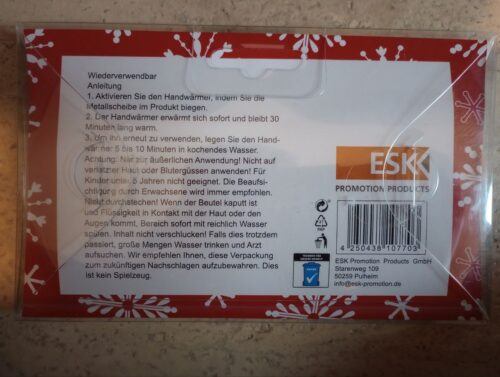 Wiederverwendbar
Anleitung
1. Aktivieren Sie den Handwärmer, indem Sie die
Metallscheibe im Produkt biegen.
2. Der Handwärmer erwärmt sich sofort und bleibt 30
Minuten lang warm.
3. Um ihn erneut zu verwenden, legen Sie den Hand-
wärmer 5 bis 10 Minuten in kochendes Wasser.
Achtung: Nur zur äußerlichen Anwendung! Nicht auf
verletzter Haut oder Blutergüssen anwenden! Für
Kinder unter 5 Jahren nicht geeignet. Die Beaufsi-
chtigung durch Erwachsene wird immer empfohlen.
Nicht durchstechen! Wenn der Beutel kaputt ist
und Flüssigkeit in Kontakt mit der Haut oder den
Augen kommt, Bereich sofort mit reichlich Wasser
spülen. Inhalt nicht verschlucken! Falls dies trotzdem
passiert, große Mengen Wasser trinken und Arzt
aufsuchen. Wir empfehlen Ihnen, diese Verpackung
zum zukünftigen Nachschlagen aufzubewahren. Dies
ist kein Spielzeug.
ESK
PROMOTION PRODUCTS
PAP
4 250438 107703
ESK Promotion Products GmbH
Starenweg 109
50259 Pulheim
info@esk-promotion.de